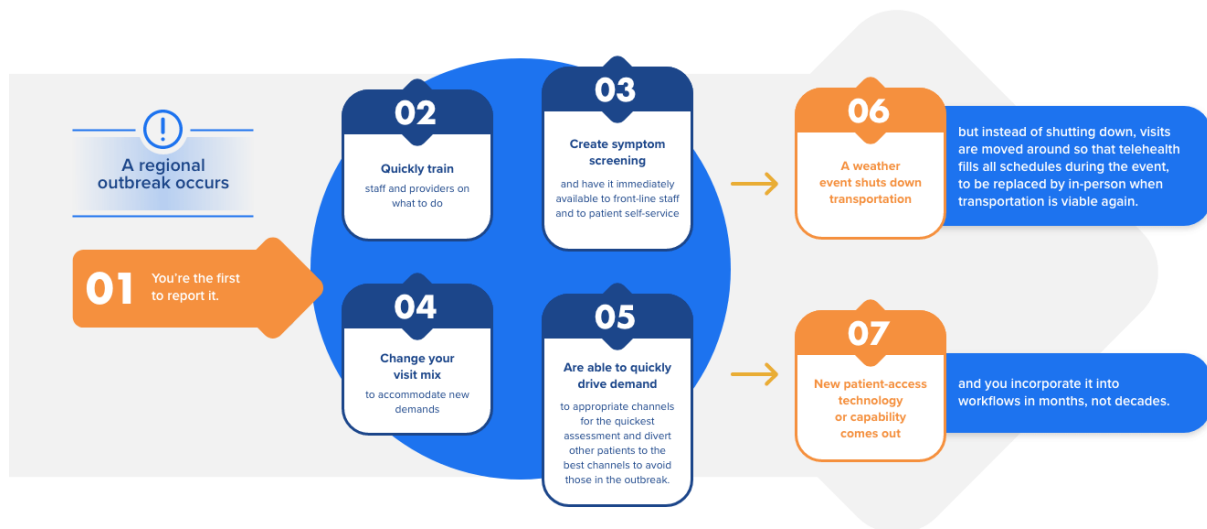 A regional
outbreak occurs
01
You're the first
to report it.
02
Quickly train
staff and providers on
what to do
03
Create symptom
screening
and have it immediately
available to front-line staff
and to patient self-service
04
Change your
visit mix
to accommodate new
demands
05
Are able to quickly
drive demand
to appropriate channels
for the quickest
assessment and divert
other patients to the
best channels to avoid
those in the outbreak.
06
A weather
event shuts down
transportation
but instead of shutting down, visits
are moved around so that telehealth
fills all schedules during the event,
to be replaced by in-person when
transportation is viable again.
07
New patient-access
technology
or capability
comes out
and you incorporate it into
workflows in months, not decades.